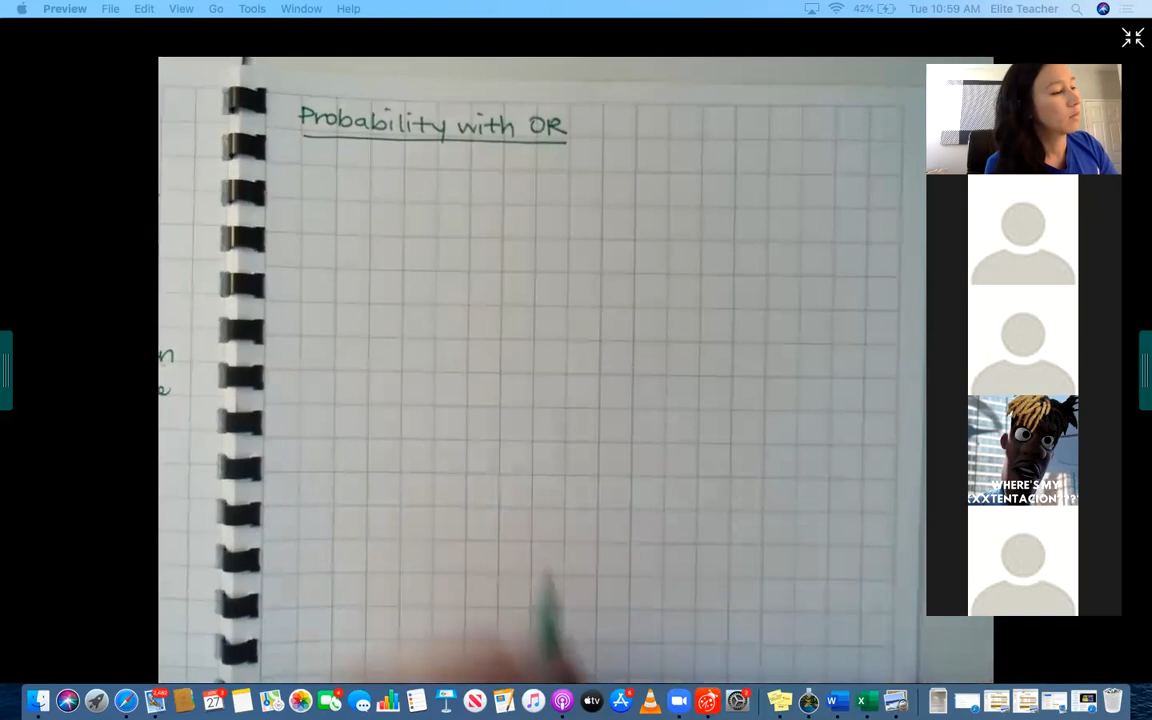 Preview File Edit View Go Tools Window Help 42% Tue 10:59 AM Elite Teacher
Probability with OR
n
e
WHERE'S MY
XXXTENTACION???